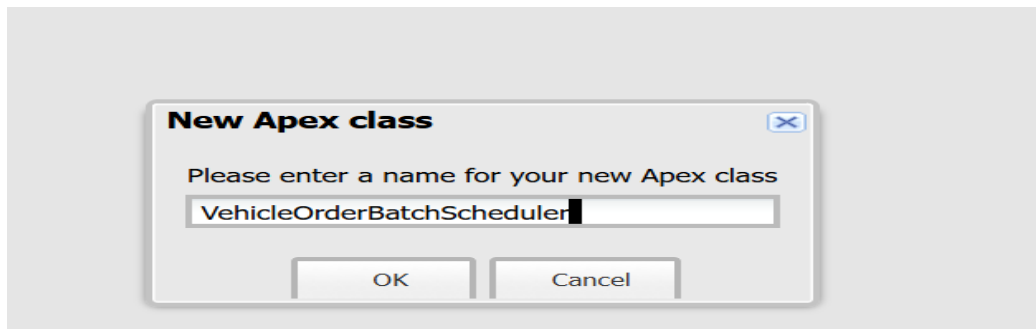 New Apex class
Please enter a name for your new Apex class
VehicleOrderBatchScheduler
OK Cancel